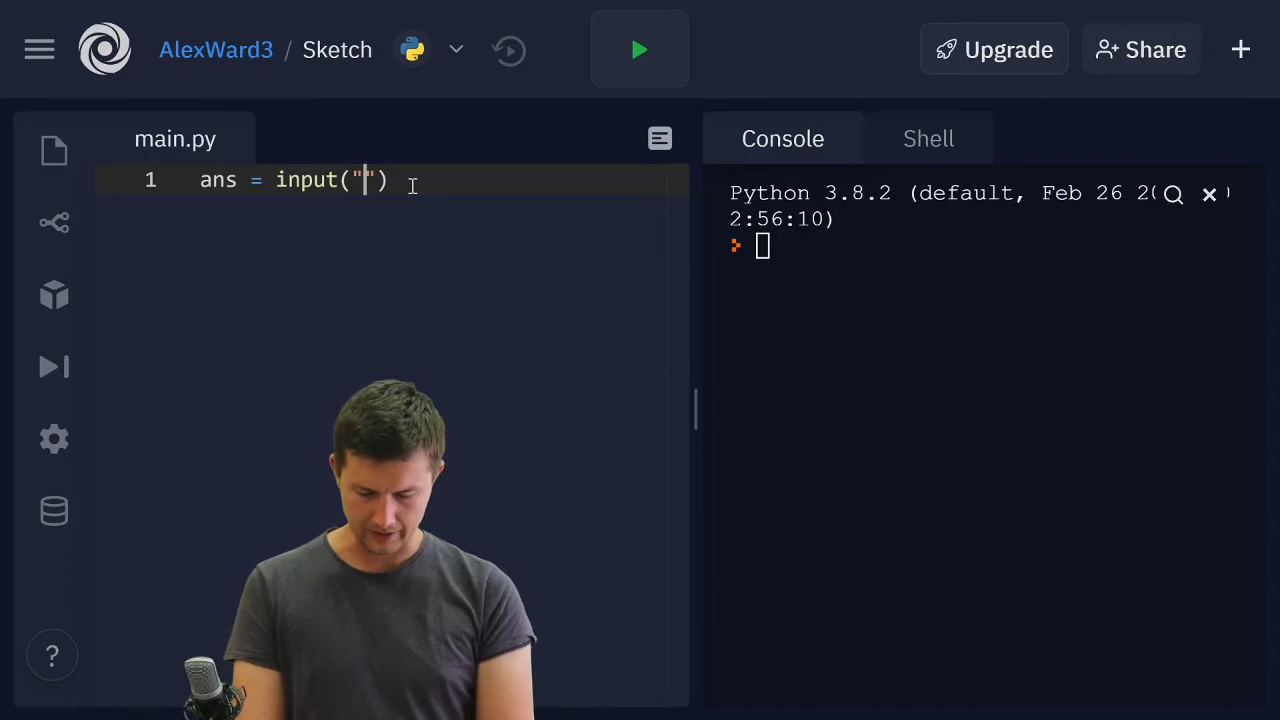 AlexWard3 / Sketch
Upgrade
Share
main.py
Console
Shell
1 ans = input("")
Python 3.8.2 (default, Feb 26 2
2:56:10)
?